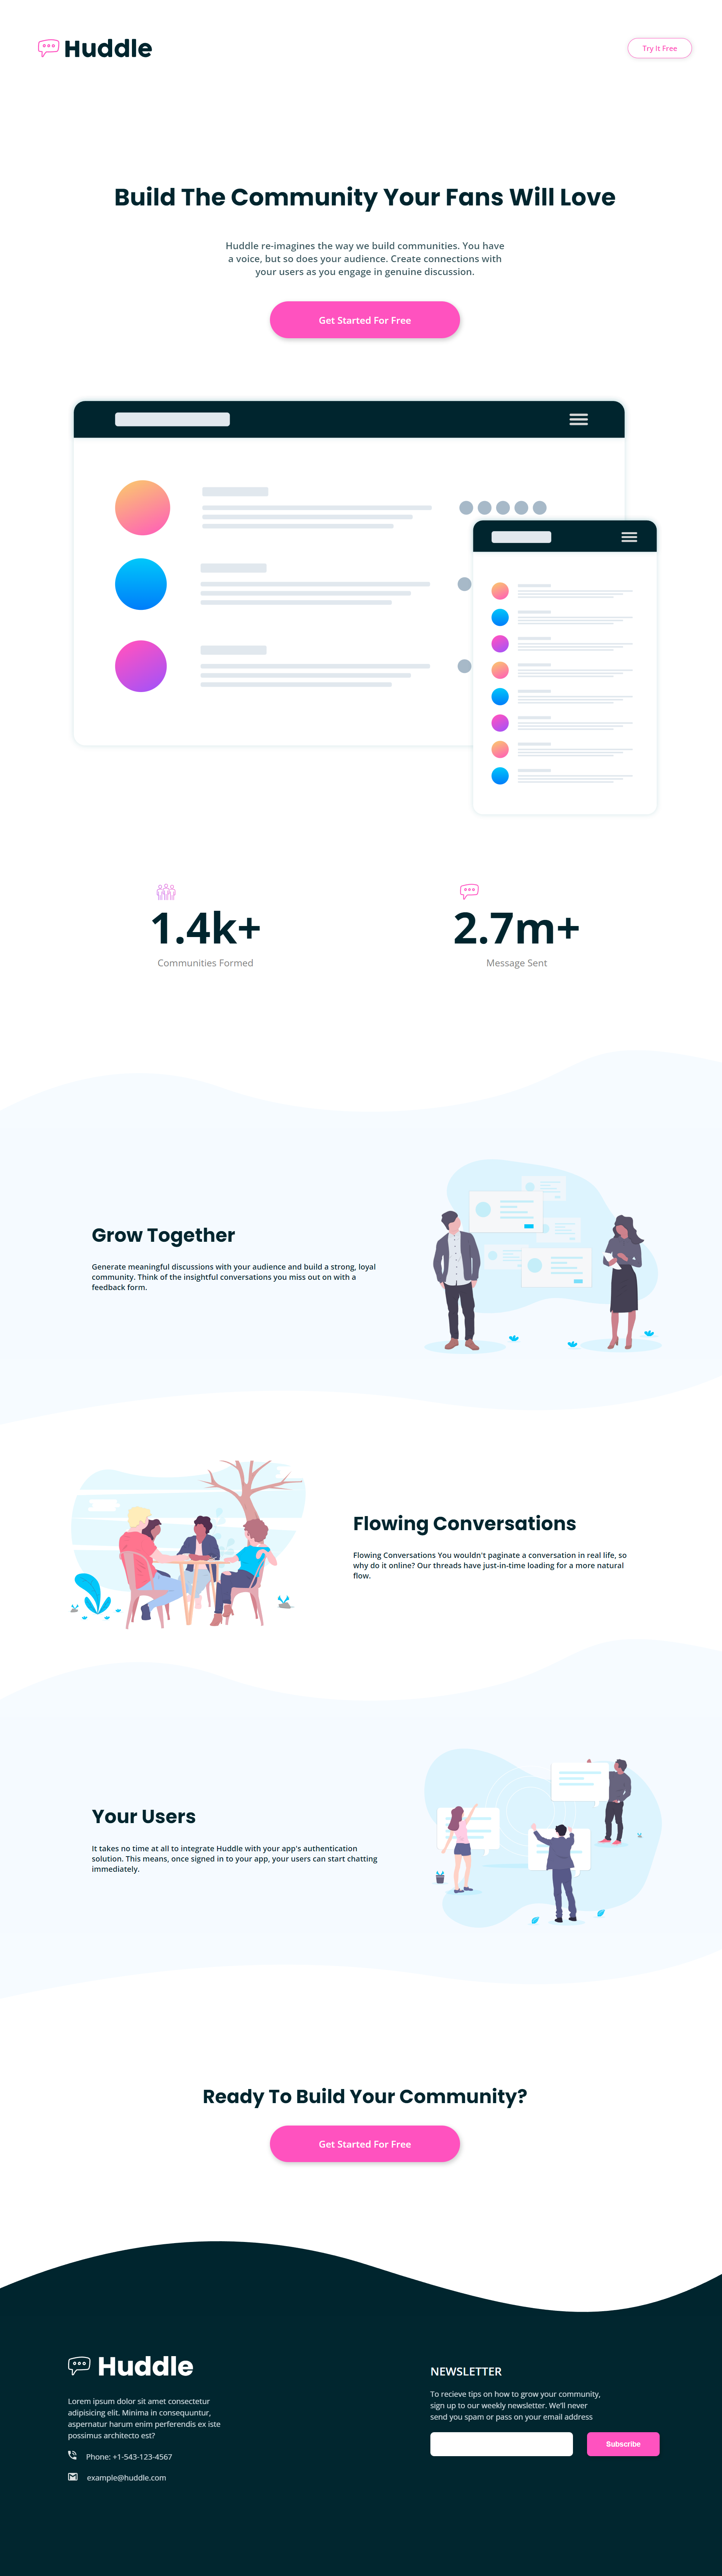 Huddle
Try It Free
Build The Community Your Fans Will Love
Huddle re-imagines the way we build communities. You have
a voice, but so does your audience. Create connections with
your users as you engage in genuine discussion.
Get Started For Free
1.4k+
Communities Formed
2.7m+
Message Sent
Grow Together
Generate meaningful discussions with your audience and build a strong, loyal
community. Think of the insightful conversations you miss out on with a
feedback form.
Flowing Conversations
Flowing Conversations You wouldn't paginate a conversation in real life, so
why do it online? Our threads have just-in-time loading for a more natural
flow.
Your Users
It takes no time at all to integrate Huddle with your app's authentication
solution. This means, once signed in to your app, your users can start chatting
immediately.
Ready To Build Your Community?
Get Started For Free
Huddle
Lorem ipsum dolor sit amet consectetur
adipisicing elit. Minima in consequuntur,
aspernatur harum enim perferendis ex iste
possimus architecto est?
Phone: +1-543-123-4567
example@huddle.com
NEWSLETTER
To recieve tips on how to grow your community,
sign up to our weekly newsletter. We'll never
send you spam or pass on your email address
Subscribe